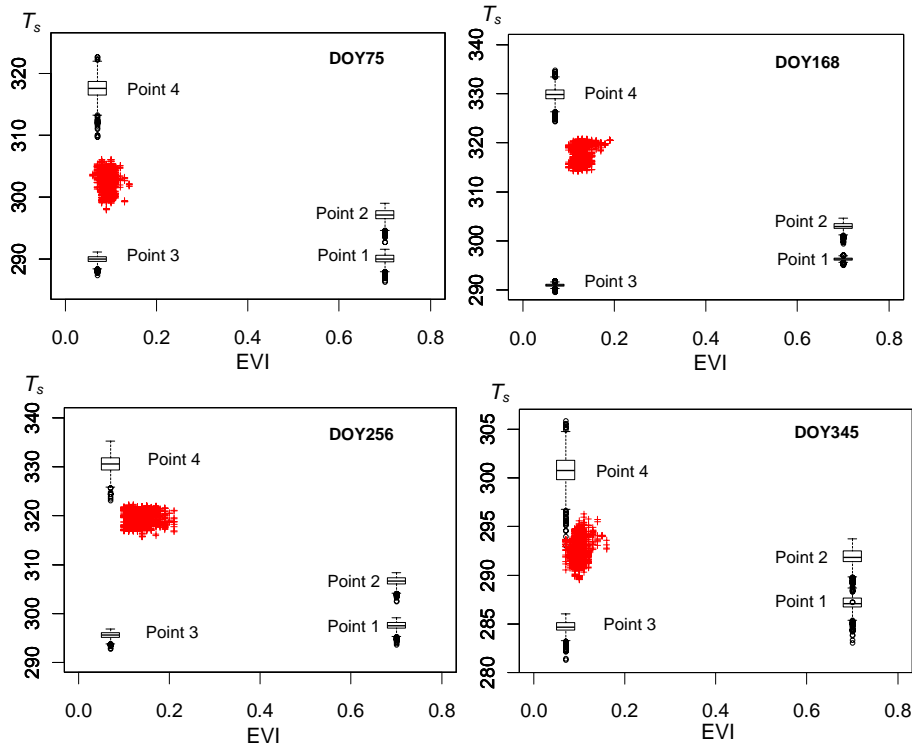 Ts
DOY75
320
310
300
290
Point 4
Point 2
Point 3
Point 1
0.0 0.2 0.4 0.6 0.8
EVI
Ts
DOY168
340
330
320
310
300
290
Point 4
Point 2
Point 1
Point 3
0.0 0.2 0.4 0.6 0.8
EVI
Ts
DOY256
340
330
320
310
300
290
Point 4
Point 2
Point 3
Point 1
0.0 0.2 0.4 0.6 0.8
EVI
Ts
DOY345
305
300
295
290
285
280
Point 4
Point 2
Point 1
Point 3
0.0 0.2 0.4 0.6 0.8
EVI